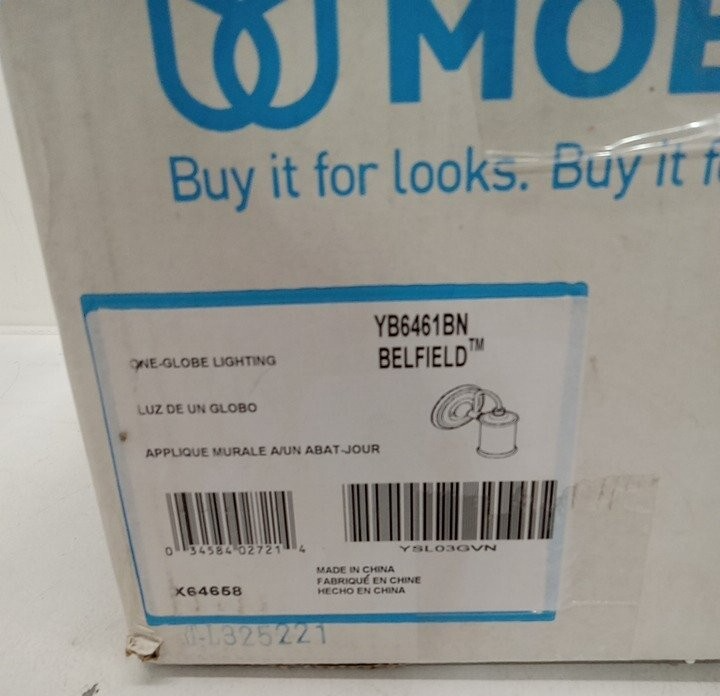 MOE
Buy it for looks. Buy it f
YB6461BN
BELFIELD™
ONE-GLOBE LIGHTING
LUZ DE UN GLOBO
APPLIQUE MURALE A/UN ABAT-JOUR
0 34584 02721 4
YSL03GVN
MADE IN CHINA
FABRIQUÉ EN CHINE
HECHO EN CHINA
X64658